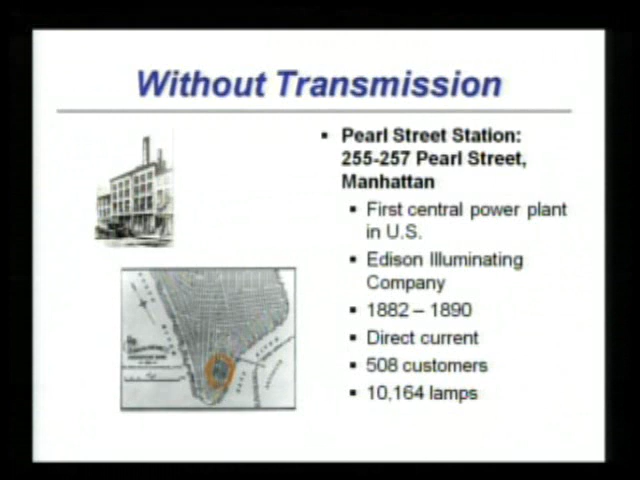 Without Transmission
▪ Pearl Street Station:
255-257 Pearl Street,
Manhattan
▪ First central power plant
in U.S.
▪ Edison Illuminating
Company
▪ 1882 – 1890
▪ Direct current
▪ 508 customers
▪ 10,164 lamps